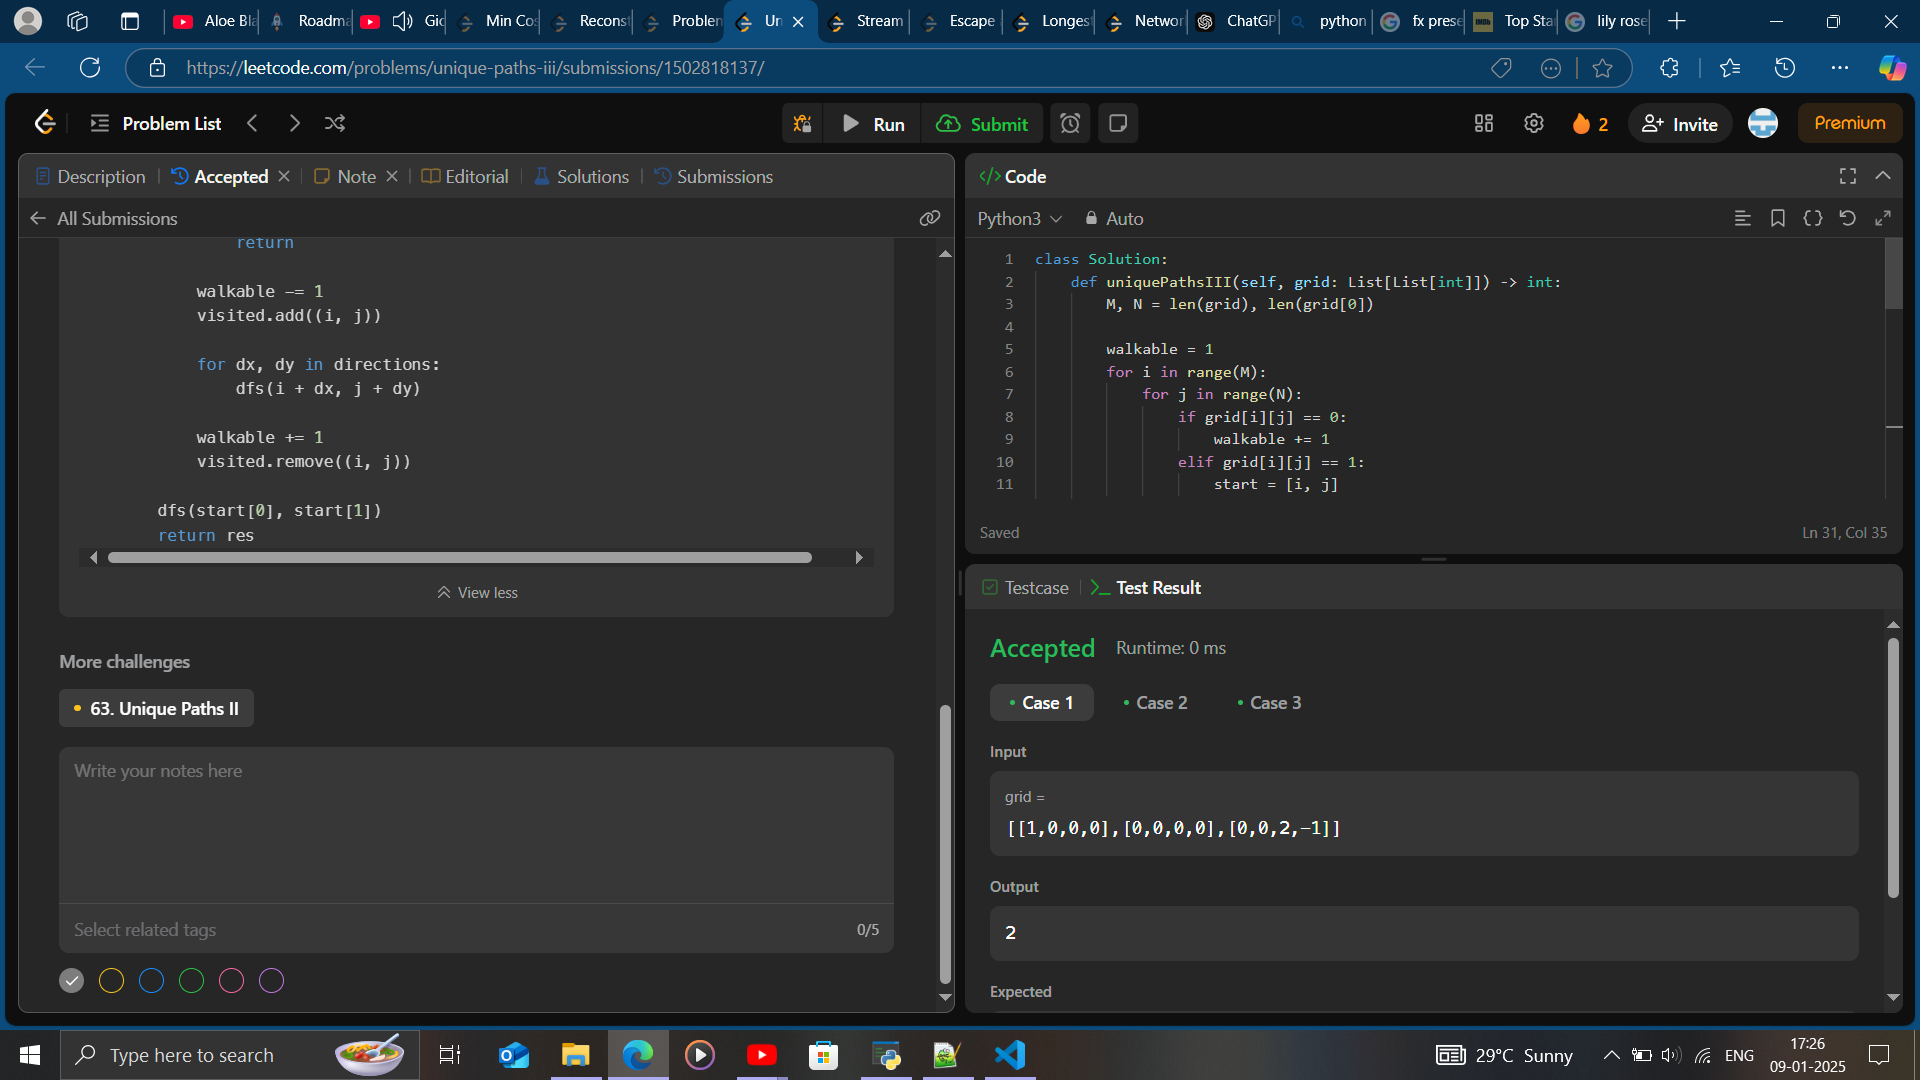 Aloe Bla
Roadma
Gio
Min Cos
Reconst
Problem
Un
Stream
Escape
Longes
Networ
ChatGP
python
fx prese
Top Sta
lily rose
https://leetcode.com/problems/unique-paths-iii/submissions/1502818137/
Problem List
Run
Submit
2
Invite
Premium
Description
Accepted
Note
Editorial
Solutions
Submissions
All Submissions
return
walkable -= 1
visited.add((i, j))
for dx, dy in directions:
dfs(i + dx, j + dy)
walkable += 1
visited.remove((i, j))
dfs(start[0], start[1])
return res
View less
More challenges
63. Unique Paths II
Write your notes here
Select related tags
0/5
</> Code
Python3
Auto
1 class Solution:
2 def uniquePathsIII(self, grid: List[List[int]]) -> int:
3 M, N = len(grid), len(grid[0])
4
5 walkable = 1
6 for i in range(M):
7 for j in range(N):
8 if grid[i][j] == 0:
9 walkable += 1
10 elif grid[i][j] == 1:
11 start = [i, j]
Saved
Ln 31, Col 35
Testcase
Test Result
Accepted
Runtime: 0 ms
Case 1
Case 2
Case 3
Input
grid =
[[1,0,0,0],[0,0,0,0],[0,0,2,-1]]
Output
2
Expected
Type here to search
29°C Sunny
ENG
17:26
09-01-2025